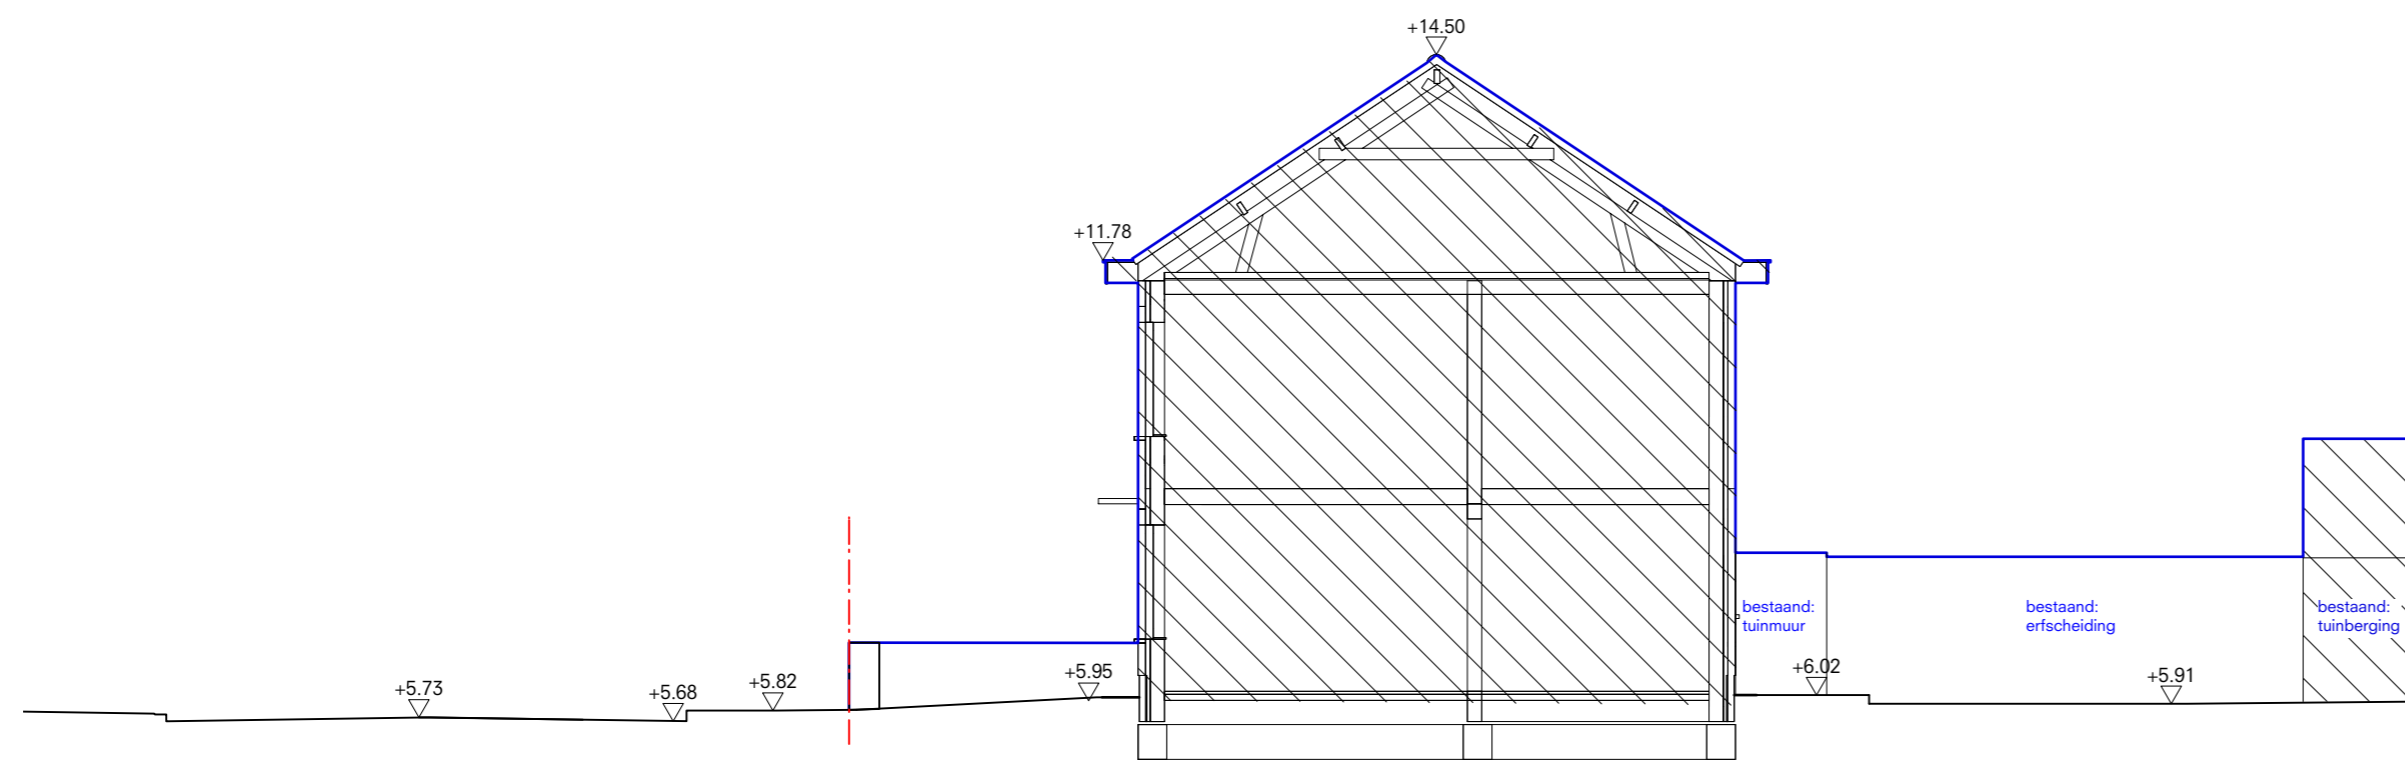 +14.50
+11.78
bestaand:
tuinmuur
bestaand:
erfscheiding
bestaand:
tuinberging
+5.73
+5.68
+5.82
+5.95
+6.02
+5.91